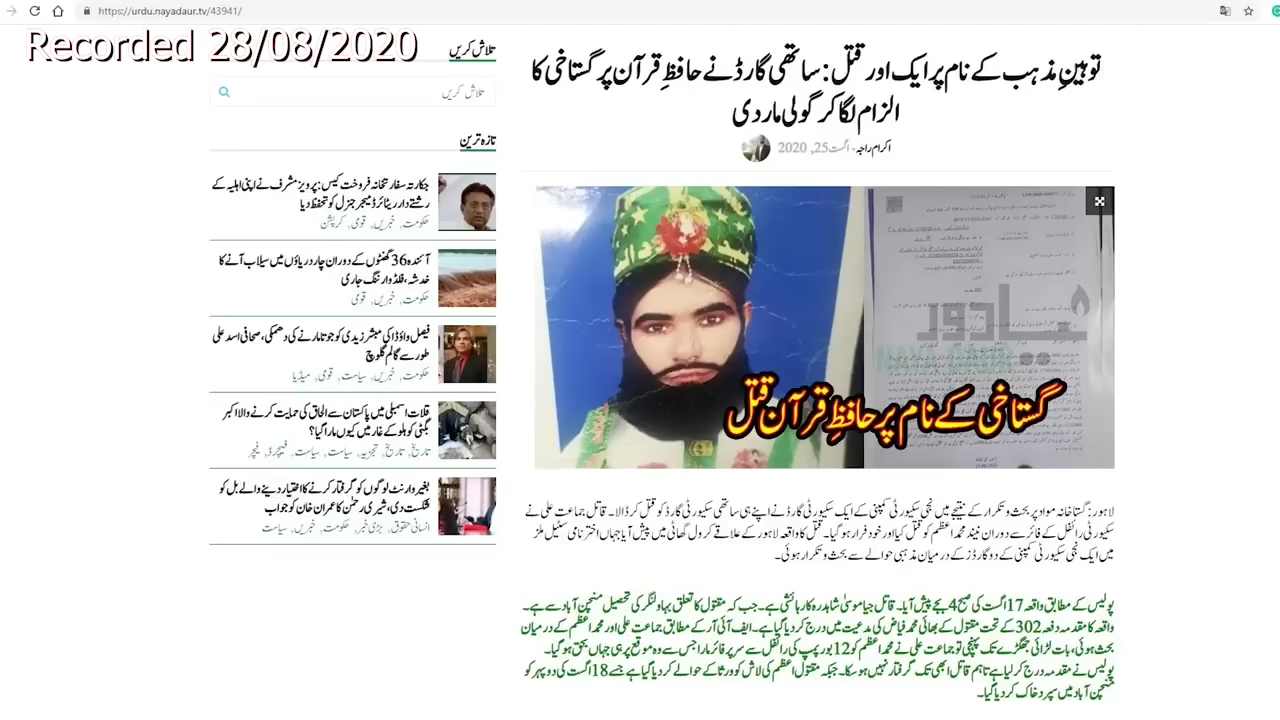 https://urdu.nayadaur.tv/43941/
Recorded 28/08/2020
توہینِ مذہب کے نام پر ایک اور قتل: ساتھی گارڈ نے حافظِ قرآن پر گستاخی کا
الزام لگا کر گولی مار دی
اکرام راجہ - اگست 25, 2020
گستاخی کے نام پر حافظِ قرآن قتل
لاہور: گستاخانہ مواد پر بحث و تکرار کے نتیجے میں نجی سکیورٹی کمپنی کے ایک سکیورٹی گارڈ نے اپنے ہی ساتھی سکیورٹی گارڈ کو قتل کر ڈالا۔ قاتل جماعت علی نے
سکیورٹی رائفل کے فائر سے دوران نیند محمد اعظم کو قتل کیا اور خود فرار ہو گیا۔ قتل کا واقعہ لاہور کے علاقے کرول گھاٹی میں پیش آیا جہاں اختر نامی سٹیل ملز
میں ایک نجی سکیورٹی کمپنی کے دو گارڈز کے درمیان مذہبی حوالے سے بحث و تکرار ہوئی۔
پولیس کے مطابق واقعہ 17 اگست کی صبح 4 بجے پیش آیا۔ قاتل جیا موسیٰ شاہدرہ کا رہائشی ہے۔ جب کہ مقتول کا تعلق بہاولنگر کی تحصیل منچن آباد سے ہے۔
واقعہ کا مقدمہ دفعہ 302 کے تحت مقتول کے بھائی محمد فیاض کی مدعیت میں درج کر دیا گیا ہے۔ ایف آئی آر کے مطابق جماعت علی اور محمد اعظم کے درمیان
بحث ہوئی، بات لڑائی جھگڑے تک پہنچی تو جماعت علی نے محمد اعظم کو 12 بور پمپ کی رائفل سے سر پر فائر مارا جس سے وہ موقع پر ہی جہاں بحق ہو گیا۔
پولیس نے مقدمہ درج کر لیا ہے تاہم قاتل ابھی تک گرفتار نہیں ہو سکا۔ جبکہ مقتول اعظم کی لاش کو ورثا کے حوالے کر دیا گیا ہے جسے 18 اگست کی دوپہر کو
منچن آباد میں سپرد خاک کر دیا گیا۔
تلاش کریں
تلاش کریں
تازہ ترین
جکارتہ سفارتخانہ فروخت کیس: پرویز مشرف نے اپنی اہلیہ کے
رشتے دار ریٹائرڈ میجر جنرل کو تحفظ دیا
حکومت, خبریں, قومی, کرپشن
آئندہ 36 گھنٹوں کے دوران چار دریاؤں میں سیلاب آنے کا
خدشہ، فلڈ وارننگ جاری
حکومت, خبریں, قومی
فیصل واؤڈا کی مبشر زیدی کو جوتا مارنے کی دھمکی، صحافی اسد علی
طور سے گالم گلوچ
حکومت, خبریں, سیاست, قومی, میڈیا
قلات اسمبلی میں پاکستان سے الحاق کی حمایت کرنے والا اکبر
بگٹی کوہلو کے غار میں کیوں مارا گیا؟
تاریخ, تاریخ, تجزیہ, سیاست, سیاست, فیچرڈ, فیچر
بغیر وارنٹ لوگوں کو گرفتار کرنے کا اختیار دینے والے بل کو
شکست دی، شیری رحمٰن کا عمران خان کو جواب
انسانی حقوق, بڑی خبر, حکومت, خبریں, سیاست